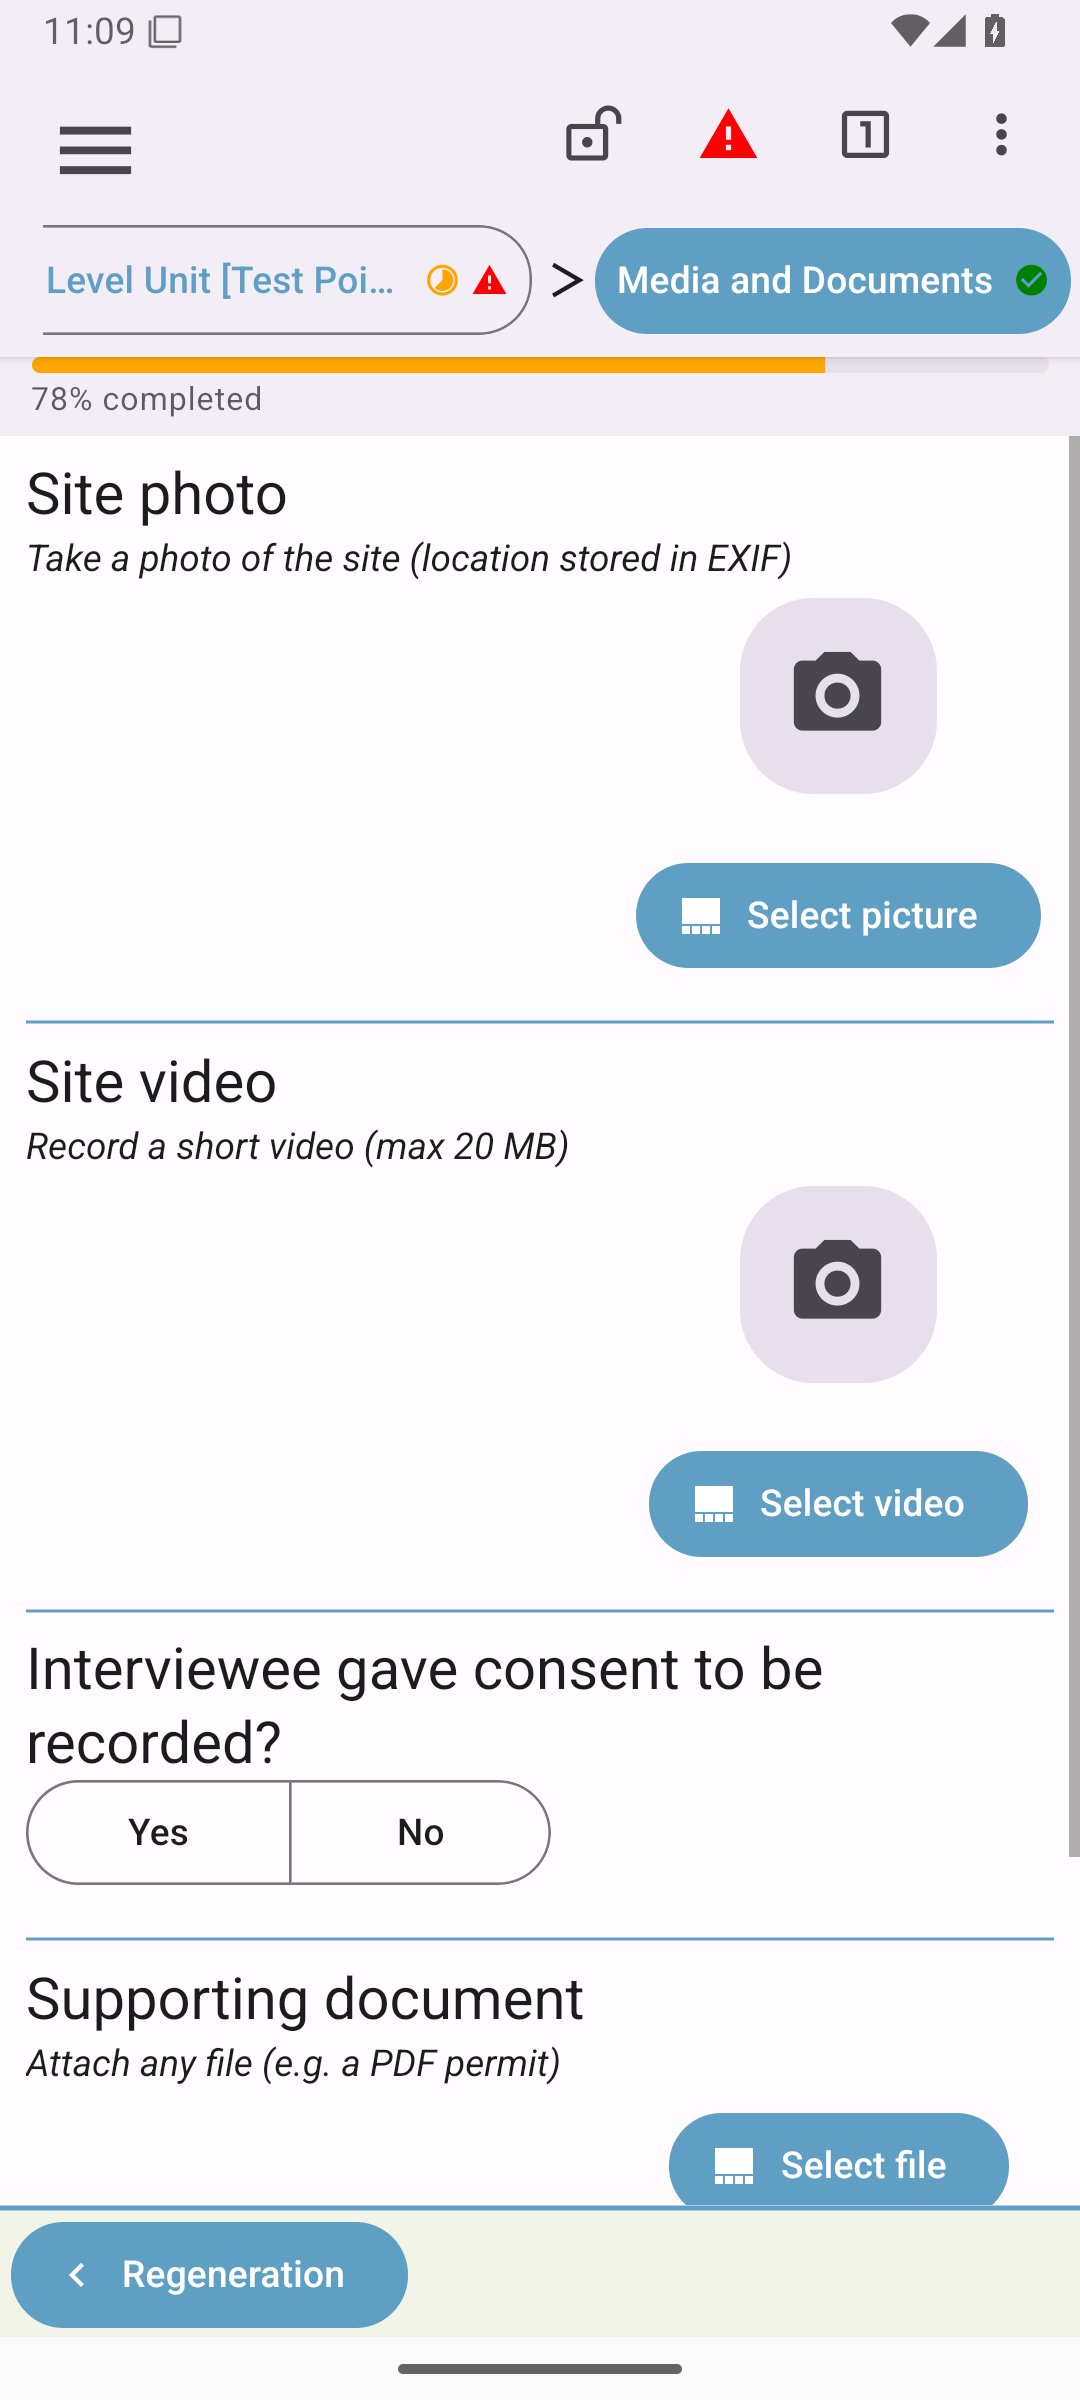 11:09
1
Level Unit [Test Poi...
>
Media and Documents
78% completed
Site photo
Take a photo of the site (location stored in EXIF)
Select picture
Site video
Record a short video (max 20 MB)
Select video
Interviewee gave consent to be
recorded?
Yes
No
Supporting document
Attach any file (e.g. a PDF permit)
Select file
Regeneration